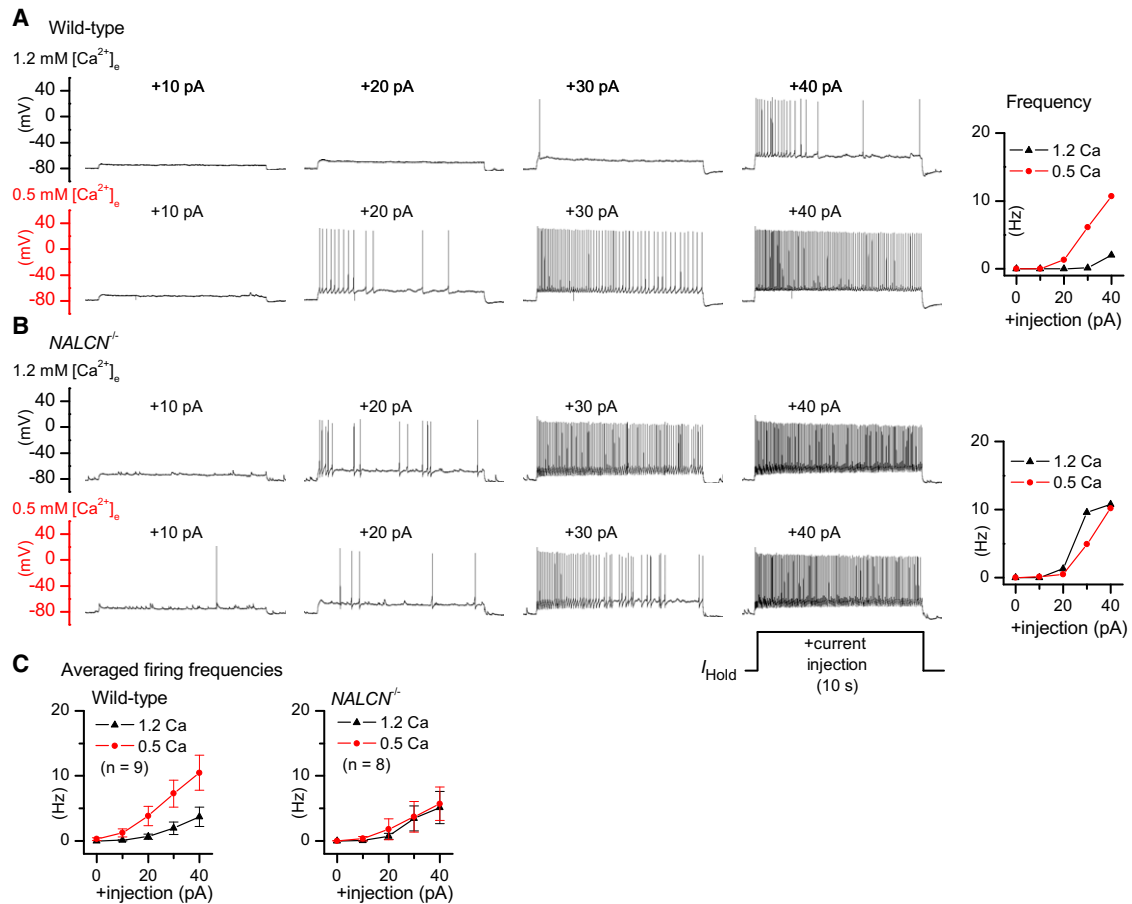 A
Wild-type
1.2 mM [Ca²⁺]ₑ
+10 pA +20 pA +30 pA +40 pA
40
0
-40
-80
(mV)
Frequency
20
10
0
(Hz)
1.2 Ca
0.5 Ca
0 20 40
+injection (pA)
0.5 mM [Ca²⁺]ₑ
+10 pA +20 pA +30 pA +40 pA
40
0
-40
-80
(mV)
B
NALCN⁻/⁻
1.2 mM [Ca²⁺]ₑ
+10 pA +20 pA +30 pA +40 pA
40
0
-40
-80
(mV)
20
10
0
(Hz)
1.2 Ca
0.5 Ca
0 20 40
+injection (pA)
0.5 mM [Ca²⁺]ₑ
+10 pA +20 pA +30 pA +40 pA
40
0
-40
-80
(mV)
I Hold
+current
injection
(10 s)
C
Averaged firing frequencies
Wild-type
20
10
0
(Hz)
1.2 Ca
0.5 Ca
(n = 9)
0 20 40
+injection (pA)
NALCN⁻/⁻
20
10
0
(Hz)
1.2 Ca
0.5 Ca
(n = 8)
0 20 40
+injection (pA)